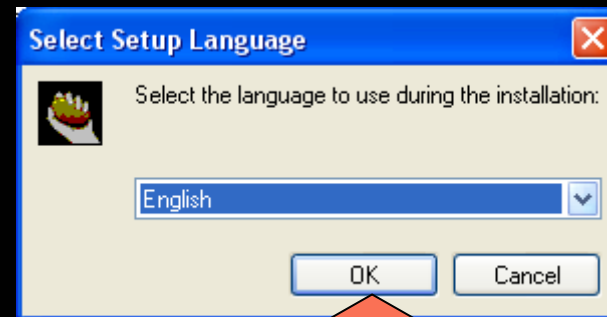 Select Setup Language
Select the language to use during the installation:
English
OK
Cancel